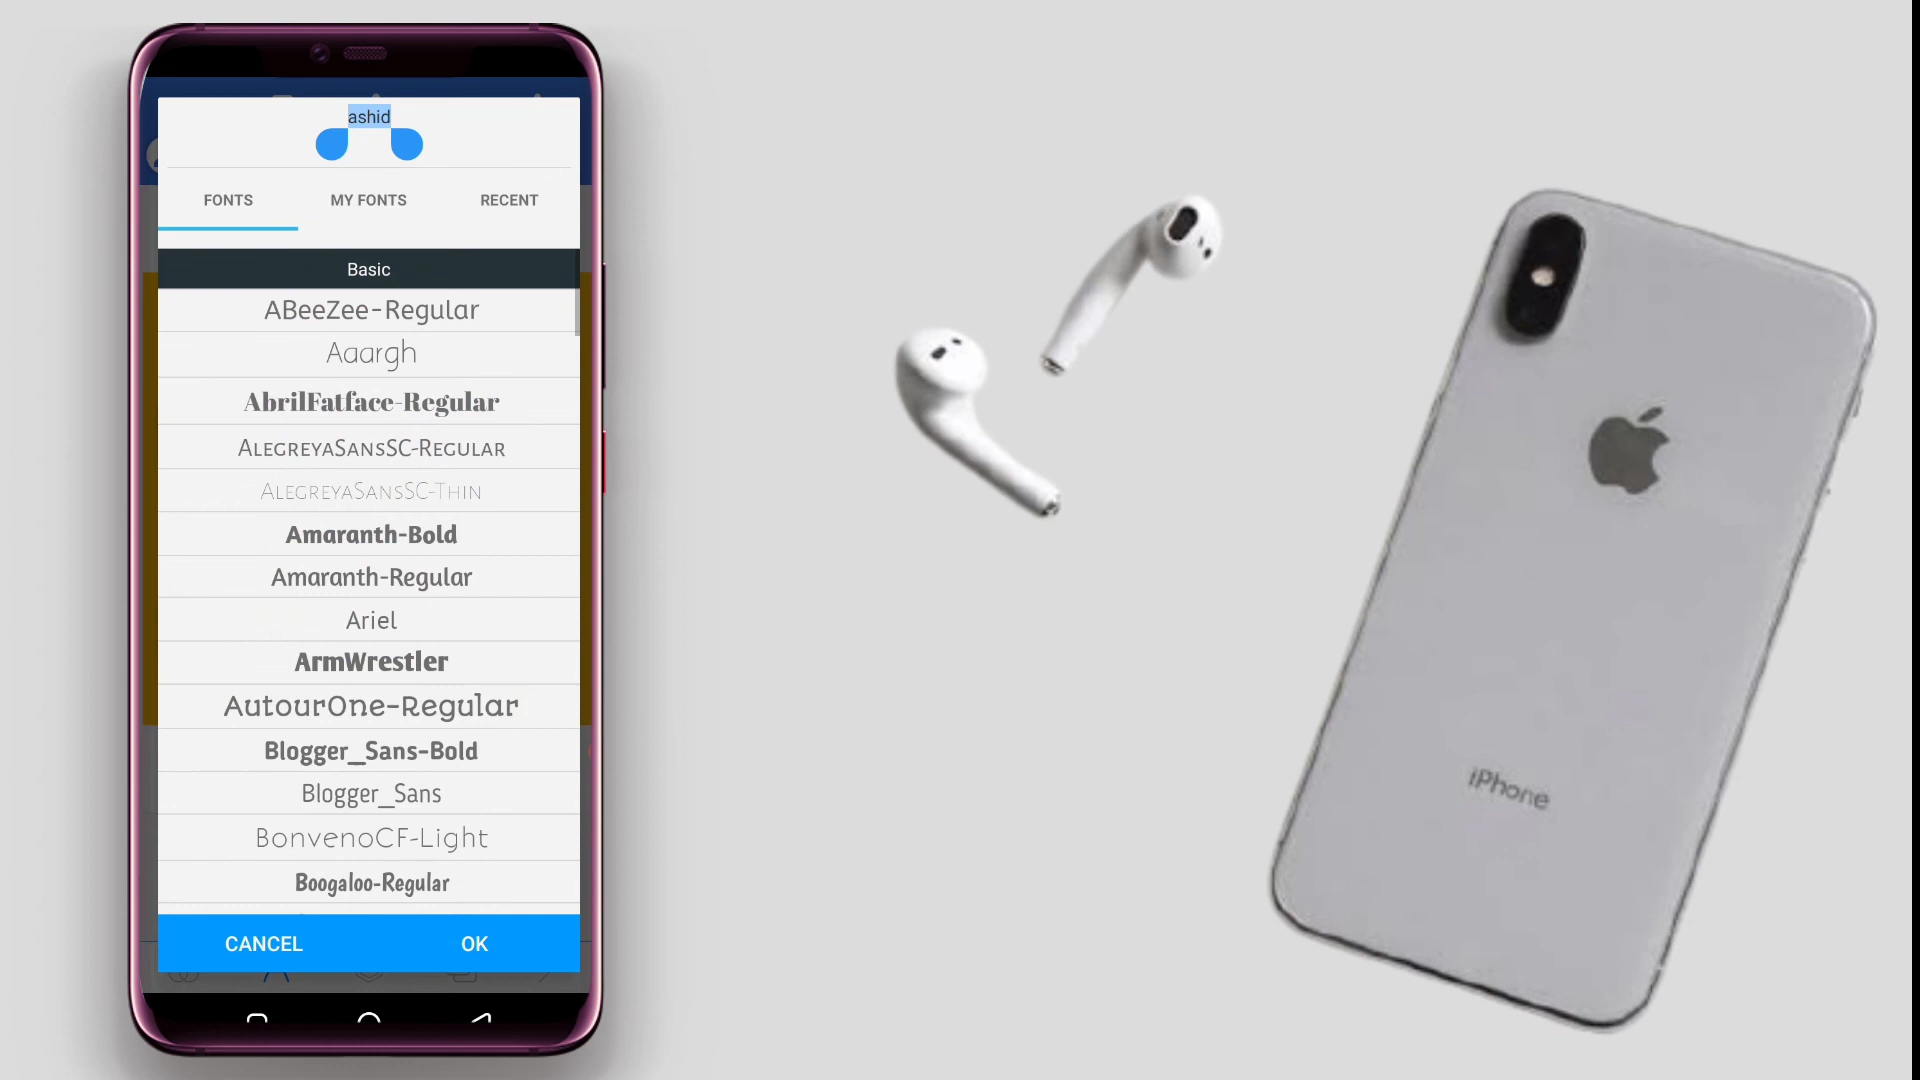 ashid
FONTS
MY FONTS
RECENT
Basic
ABeeZee-Regular
Aaargh
AbrilFatface-Regular
AlegreyaSansSC-Regular
AlegreyaSansSC-Thin
Amaranth-Bold
Amaranth-Regular
Ariel
ArmWrestler
AutourOne-Regular
Blogger_Sans-Bold
Blogger_Sans
BonvenoCF-Light
Boogaloo-Regular
CANCEL
OK
iPhone